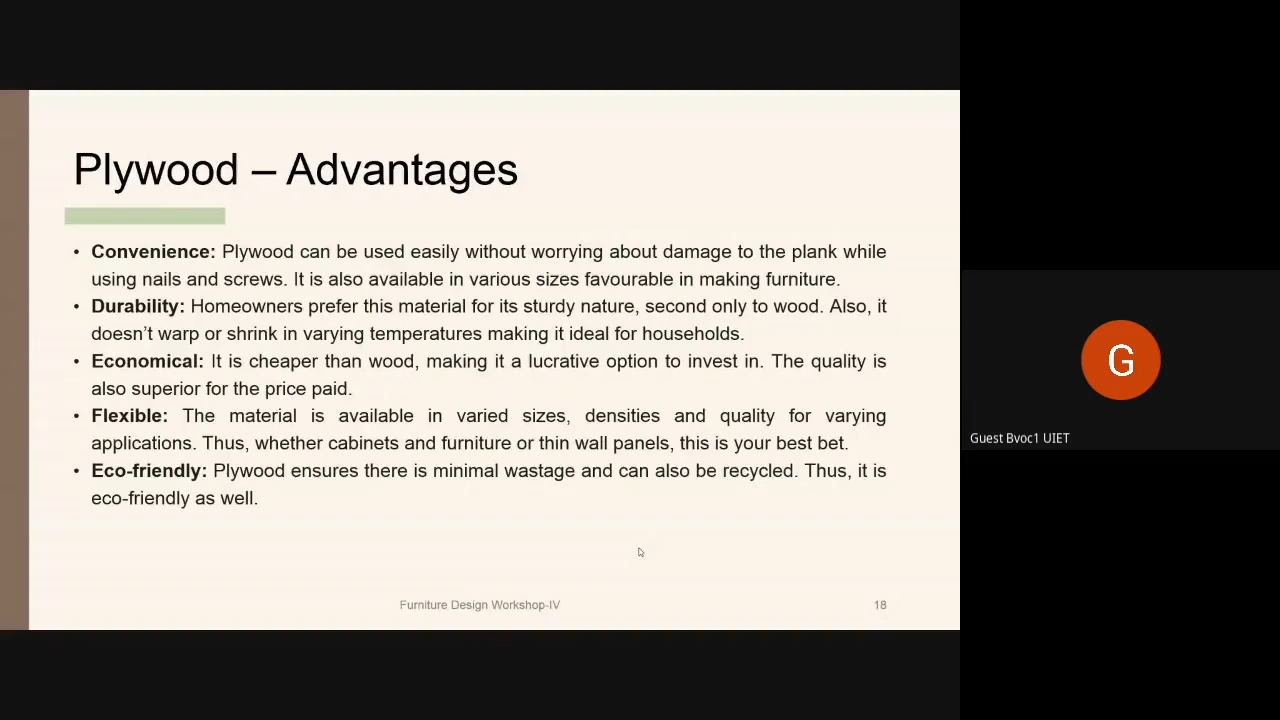 Plywood – Advantages
• Convenience: Plywood can be used easily without worrying about damage to the plank while
using nails and screws. It is also available in various sizes favourable in making furniture.
• Durability: Homeowners prefer this material for its sturdy nature, second only to wood. Also, it
doesn’t warp or shrink in varying temperatures making it ideal for households.
• Economical: It is cheaper than wood, making it a lucrative option to invest in. The quality is
also superior for the price paid.
• Flexible: The material is available in varied sizes, densities and quality for varying
applications. Thus, whether cabinets and furniture or thin wall panels, this is your best bet.
• Eco-friendly: Plywood ensures there is minimal wastage and can also be recycled. Thus, it is
eco-friendly as well.
Furniture Design Workshop-IV
18
G
Guest Bvoc1 UIET